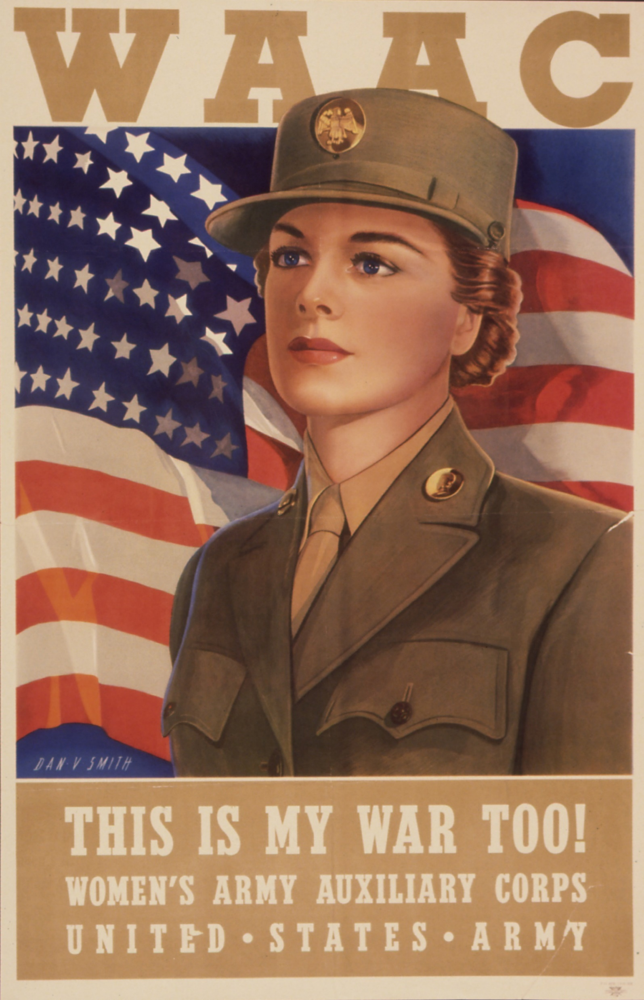 WAAC
DAN·V·SMITH
THIS IS MY WAR TOO!
WOMEN'S ARMY AUXILIARY CORPS
UNITED • STATES • ARMY